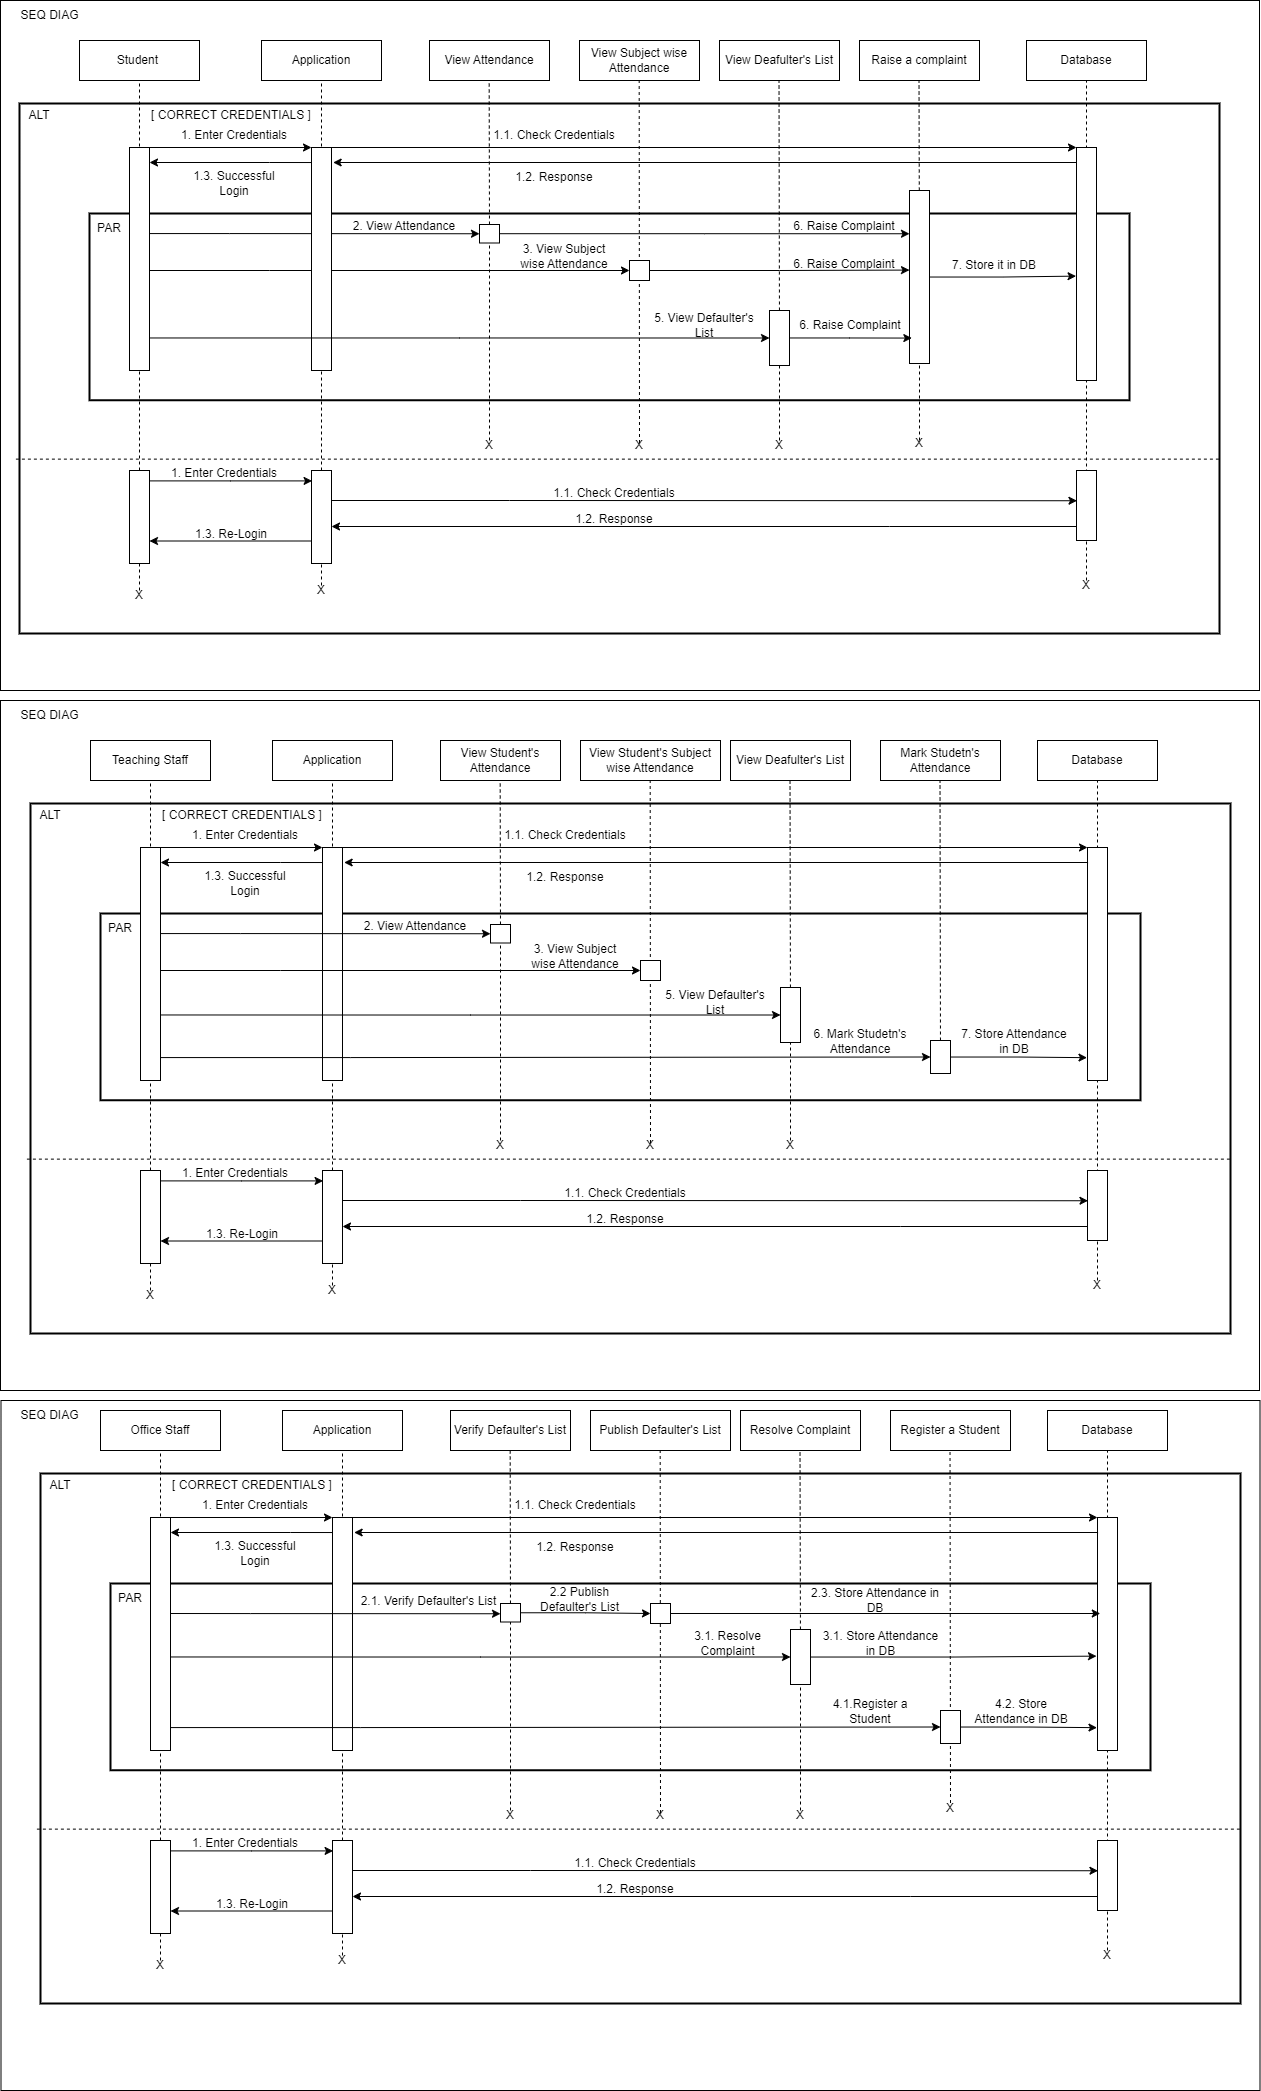 SEQ DIAG
Student
Application
View Attendance
View Subject wise
Attendance
View Deafulter's List
Raise a complaint
Database
ALT
[ CORRECT CREDENTIALS ]
1. Enter Credentials
1.1. Check Credentials
1.3. Successful
Login
1.2. Response
PAR
2. View Attendance
6. Raise Complaint
3. View Subject
wise Attendance
6. Raise Complaint
7. Store it in DB
5. View Defaulter's
List
6. Raise Complaint
X
X
X
X
1. Enter Credentials
1.1. Check Credentials
1.2. Response
1.3. Re-Login
X
X
X
SEQ DIAG
Teaching Staff
Application
View Student's
Attendance
View Student's Subject
wise Attendance
View Deafulter's List
Mark Studetn's
Attendance
Database
ALT
[ CORRECT CREDENTIALS ]
1. Enter Credentials
1.1. Check Credentials
1.3. Successful
Login
1.2. Response
PAR
2. View Attendance
3. View Subject
wise Attendance
5. View Defaulter's
List
6. Mark Studetn's
Attendance
7. Store Attendance
in DB
X
X
X
1. Enter Credentials
1.1. Check Credentials
1.2. Response
1.3. Re-Login
X
X
X
SEQ DIAG
Office Staff
Application
Verify Defaulter's List
Publish Defaulter's List
Resolve Complaint
Register a Student
Database
ALT
[ CORRECT CREDENTIALS ]
1. Enter Credentials
1.1. Check Credentials
1.3. Successful
Login
1.2. Response
PAR
2.1. Verify Defaulter's List
2.2 Publish
Defaulter's List
2.3. Store Attendance in
DB
3.1. Resolve
Complaint
3.1. Store Attendance
in DB
4.1.Register a
Student
4.2. Store
Attendance in DB
X
X
X
X
1. Enter Credentials
1.1. Check Credentials
1.2. Response
1.3. Re-Login
X
X
X